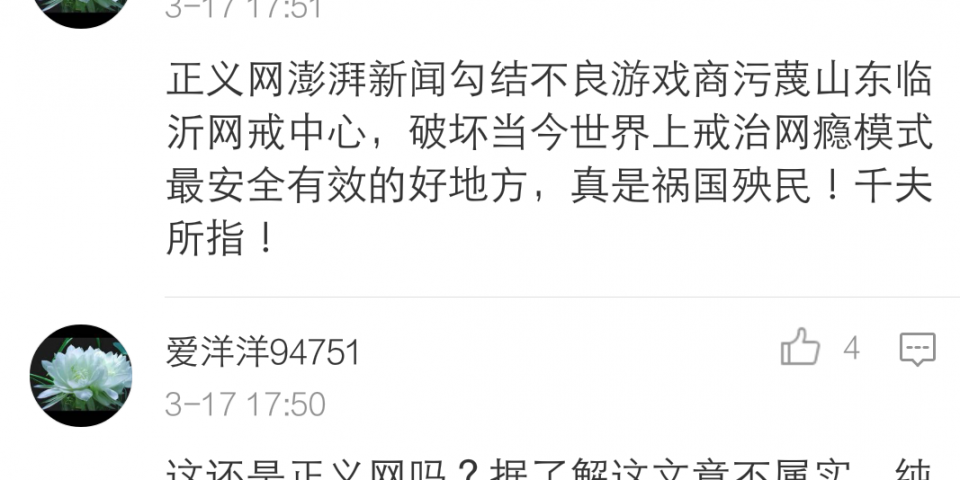 3-17 17:51
正义网澎湃新闻勾结不良游戏商污蔑山东临
沂网戒中心，破坏当今世界上戒治网瘾模式
最安全有效的好地方，真是祸国殃民！千夫
所指！
爱洋洋94751
4
3-17 17:50
这还是正义网吗？据了解这文章不属实，纯